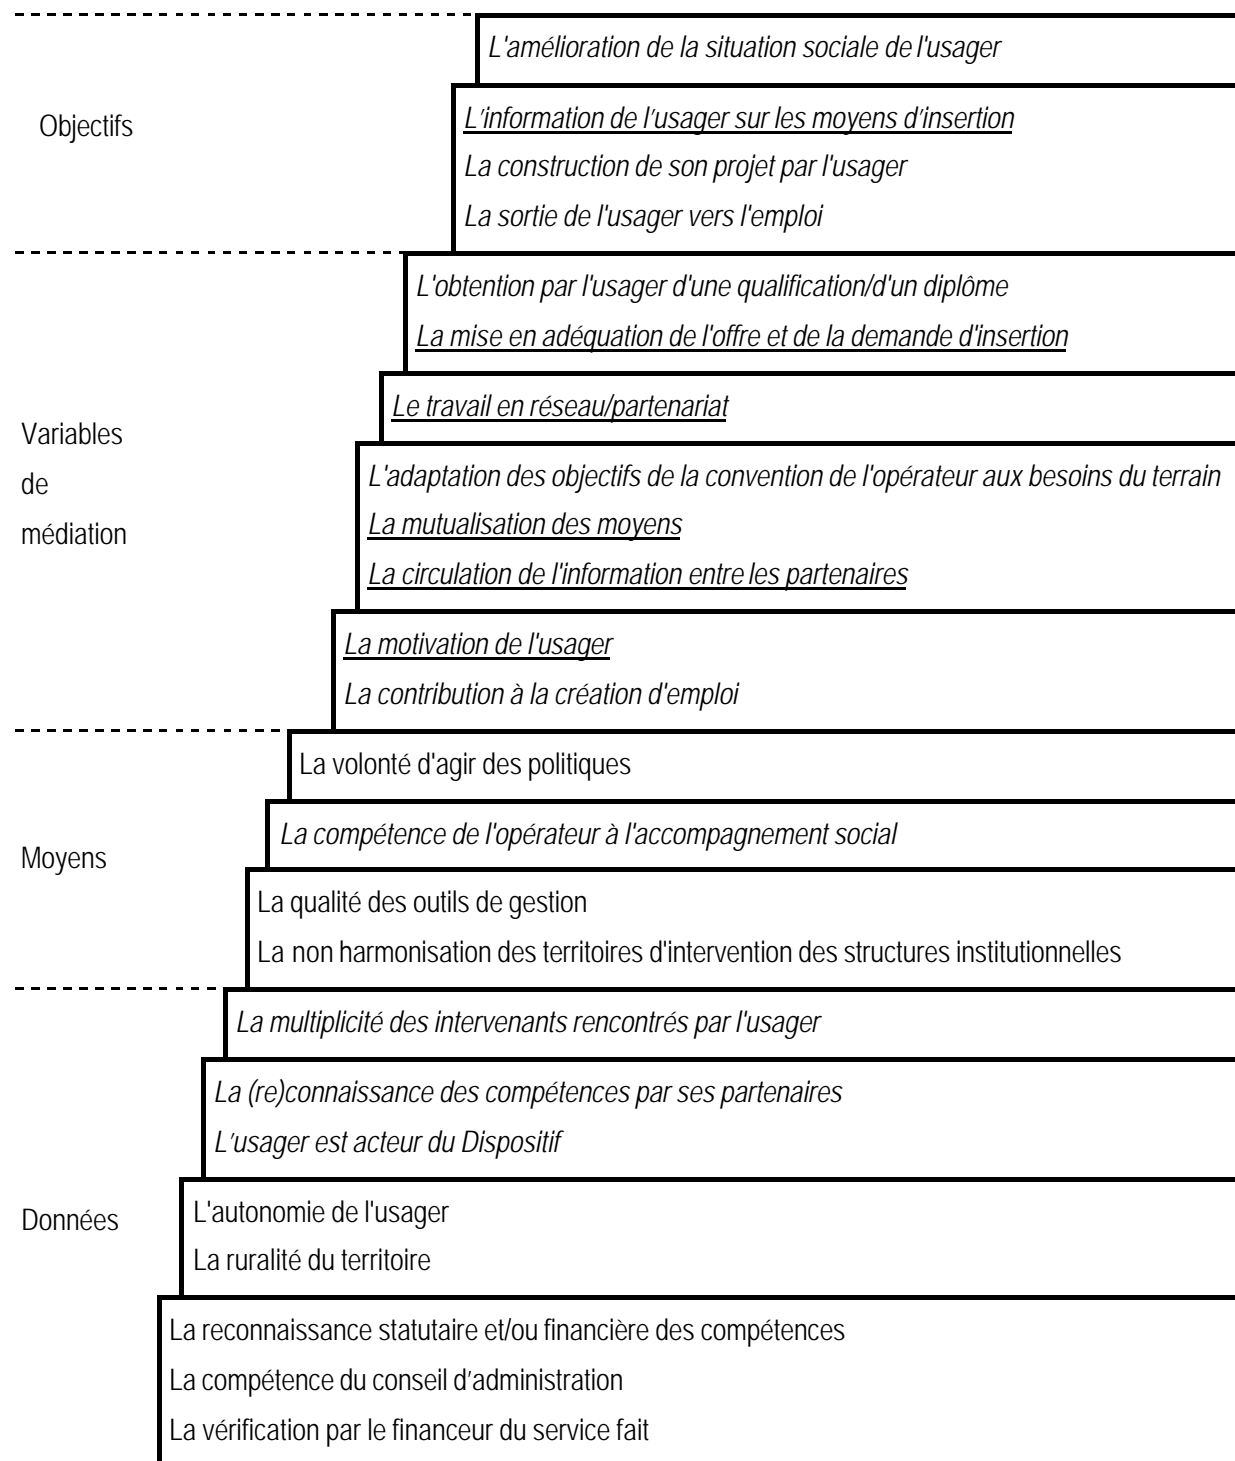 L'amélioration de la situation sociale de l'usager
Objectifs
L’information de l’usager sur les moyens d’insertion
La construction de son projet par l'usager
La sortie de l'usager vers l'emploi
L'obtention par l'usager d'une qualification/d'un diplôme
La mise en adéquation de l'offre et de la demande d'insertion
Le travail en réseau/partenariat
Variables
de
médiation
L'adaptation des objectifs de la convention de l'opérateur aux besoins du terrain
La mutualisation des moyens
La circulation de l'information entre les partenaires
La motivation de l'usager
La contribution à la création d'emploi
La volonté d'agir des politiques
Moyens
La compétence de l'opérateur à l'accompagnement social
La qualité des outils de gestion
La non harmonisation des territoires d'intervention des structures institutionnelles
La multiplicité des intervenants rencontrés par l'usager
La (re)connaissance des compétences par ses partenaires
L’usager est acteur du Dispositif
Données
L'autonomie de l'usager
La ruralité du territoire
La reconnaissance statutaire et/ou financière des compétences
La compétence du conseil d’administration
La vérification par le financeur du service fait